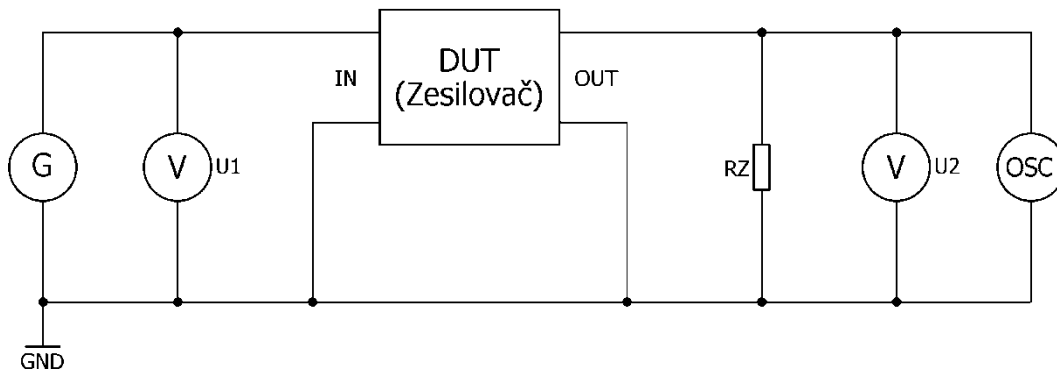 DUT
(Zesilovač)
IN
OUT
G
V
U1
RZ
V
U2
OSC
GND